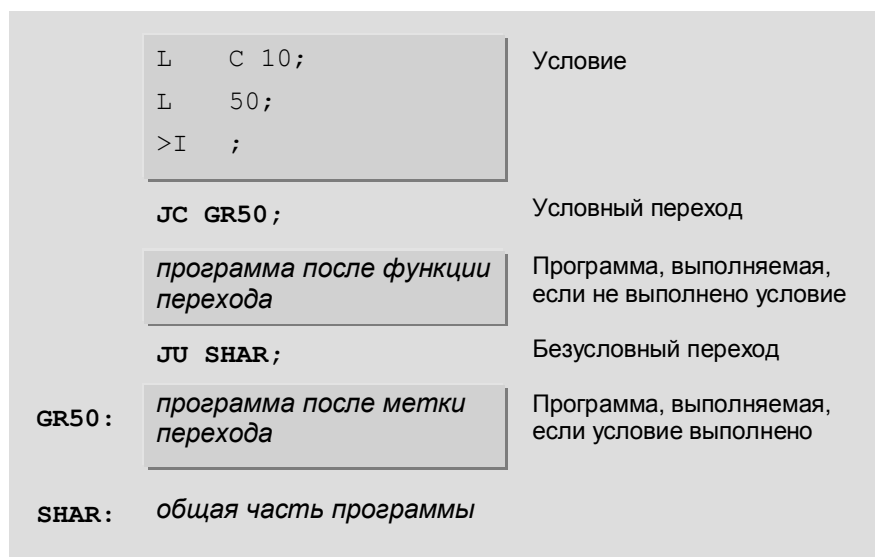 L C 10; Условие
L 50;
>I ;
JC GR50; Условный переход
программа после функции Программа, выполняемая,
перехода если не выполнено условие
JU SHAR; Безусловный переход
GR50: программа после метки Программа, выполняемая,
перехода если условие выполнено
SHAR: общая часть программы